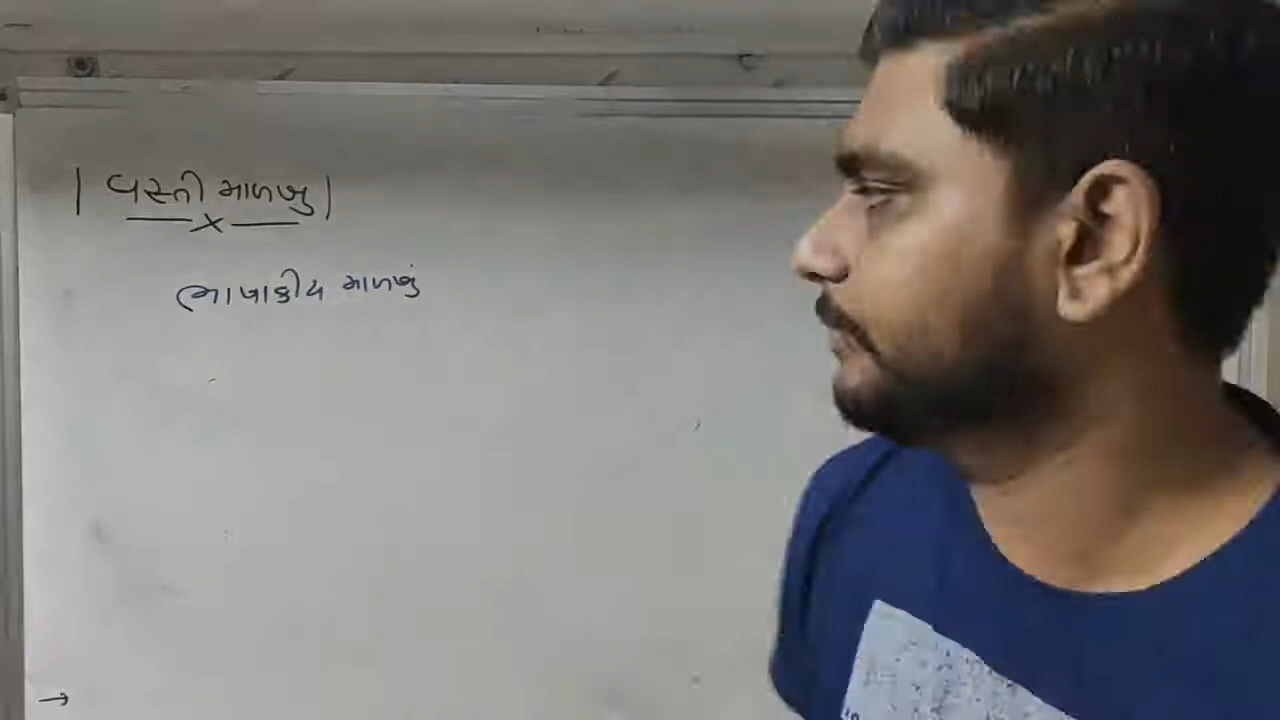 | વસ્તી માળખુ |
ભાષાકીય માળખું
→